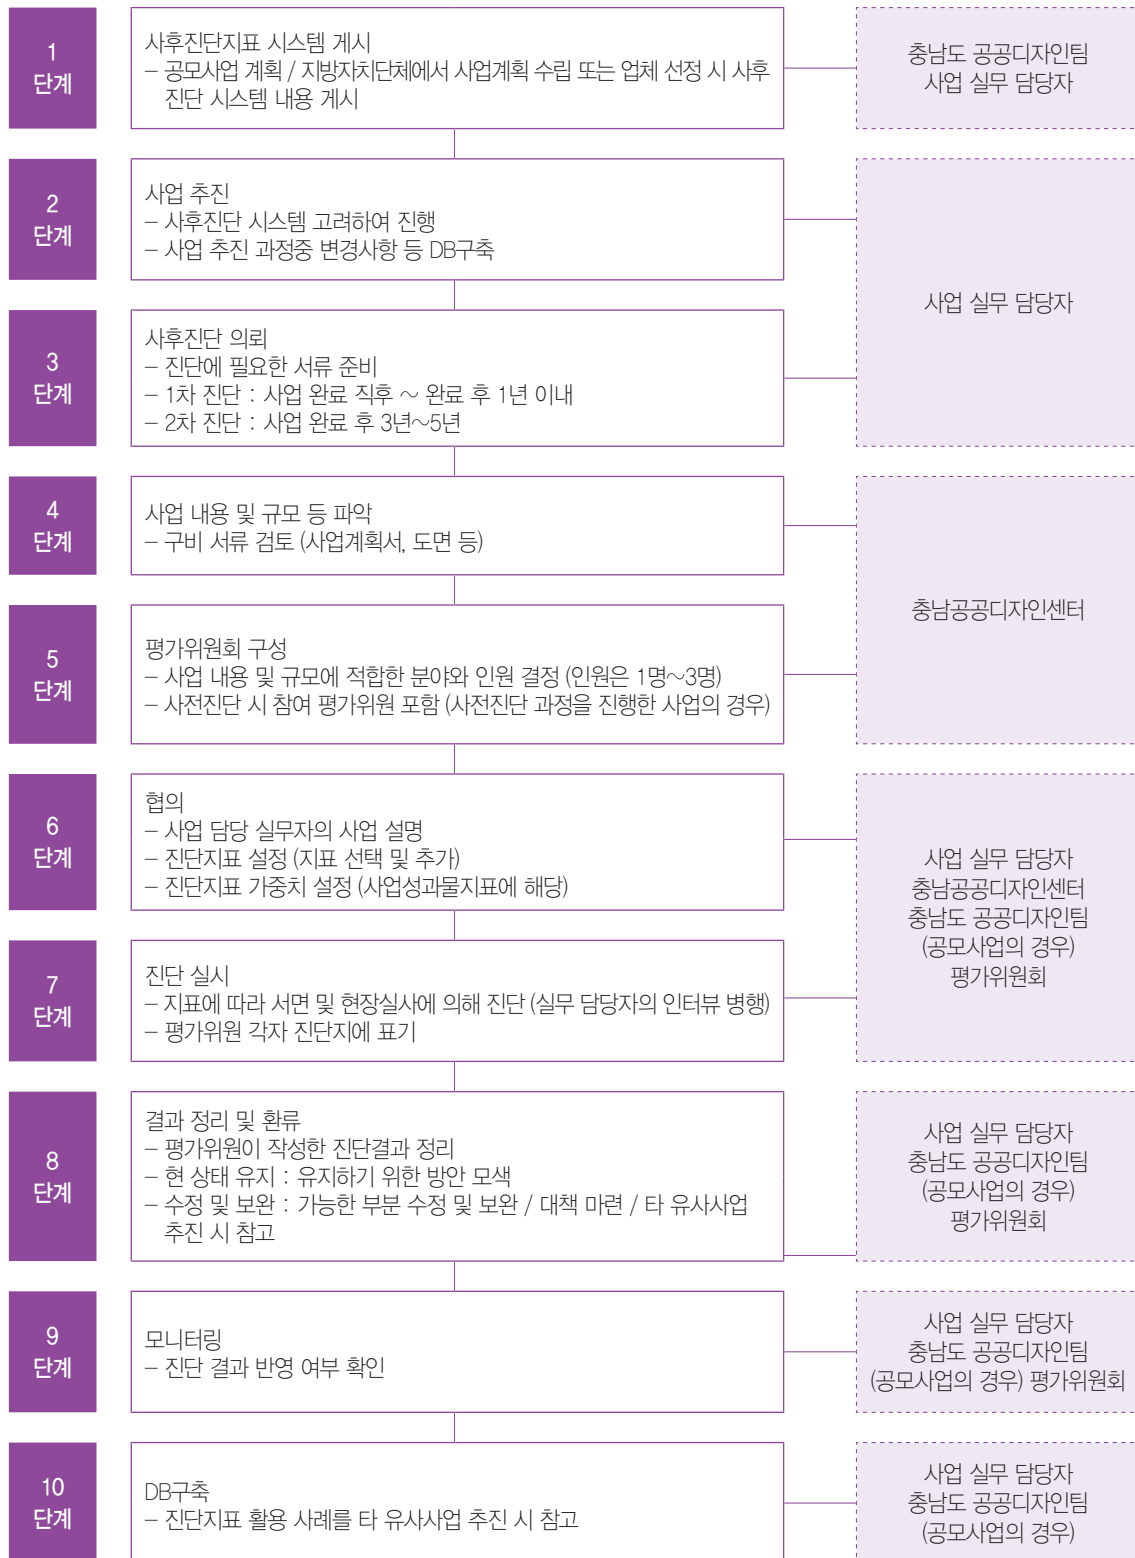 1
단계
사후진단지표 시스템 게시
– 공모사업 계획 / 지방자치단체에서 사업계획 수립 또는 업체 선정 시 사후
진단 시스템 내용 게시
충남도 공공디자인팀
사업 실무 담당자
2
단계
사업 추진
– 사후진단 시스템 고려하여 진행
– 사업 추진 과정중 변경사항 등 DB구축
사업 실무 담당자
3
단계
사후진단 의뢰
– 진단에 필요한 서류 준비
– 1차 진단 : 사업 완료 직후 ~ 완료 후 1년 이내
– 2차 진단 : 사업 완료 후 3년~5년
4
단계
사업 내용 및 규모 등 파악
– 구비 서류 검토 (사업계획서, 도면 등)
충남공공디자인센터
5
단계
평가위원회 구성
– 사업 내용 및 규모에 적합한 분야와 인원 결정 (인원은 1명~3명)
– 사전진단 시 참여 평가위원 포함 (사전진단 과정을 진행한 사업의 경우)
6
단계
협의
– 사업 담당 실무자의 사업 설명
– 진단지표 설정 (지표 선택 및 추가)
– 진단지표 가중치 설정 (사업성과물지표에 해당)
사업 실무 담당자
충남공공디자인센터
충남도 공공디자인팀
(공모사업의 경우)
평가위원회
7
단계
진단 실시
– 지표에 따라 서면 및 현장실사에 의해 진단 (실무 담당자의 인터뷰 병행)
– 평가위원 각자 진단지에 표기
8
단계
결과 정리 및 환류
– 평가위원이 작성한 진단결과 정리
– 현 상태 유지 : 유지하기 위한 방안 모색
– 수정 및 보완 : 가능한 부분 수정 및 보완 / 대책 마련 / 타 유사사업
추진 시 참고
사업 실무 담당자
충남도 공공디자인팀
(공모사업의 경우)
평가위원회
9
단계
모니터링
– 진단 결과 반영 여부 확인
사업 실무 담당자
충남도 공공디자인팀
(공모사업의 경우) 평가위원회
10
단계
DB구축
– 진단지표 활용 사례를 타 유사사업 추진 시 참고
사업 실무 담당자
충남도 공공디자인팀
(공모사업의 경우)